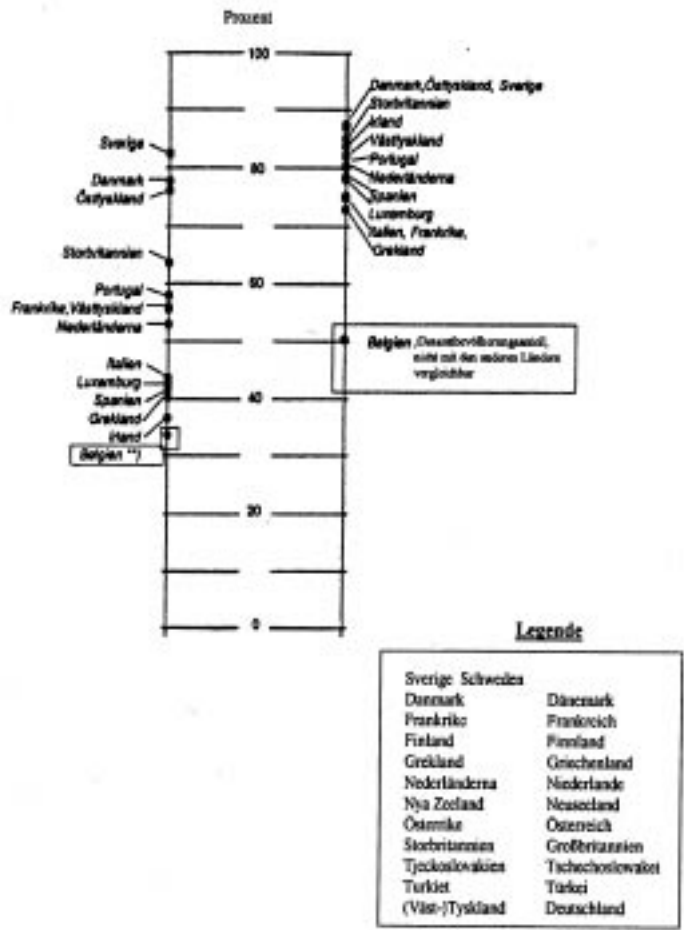 Prozent
100
80
60
40
20
0
Sverige
Danmark
Östtyskland
Storbritannien
Portugal
Frankrike, Västtyskland
Nederländerna
Italien
Luxemburg
Spanien
Grekland
Irland
Belgien **)
Danmark, Östtyskland, Sverige
Storbritannien
Irland
Västtyskland
Portugal
Nederländerna
Spanien
Luxemburg
Italien, Frankrike,
Grekland
Belgien
nicht mit den anderen Ländern
vergleichbar
Legende
Sverige Schweden
Danmark Dänemark
Frankrike Frankreich
Finland Finnland
Grekland Griechenland
Nederländerna Niederlande
Nya Zeeland Neuseeland
Österrike Österreich
Storbritannien Großbritannien
Tjeckoslovakien Tschechoslowakei
Turkiet Türkei
(Väst-)Tyskland Deutschland